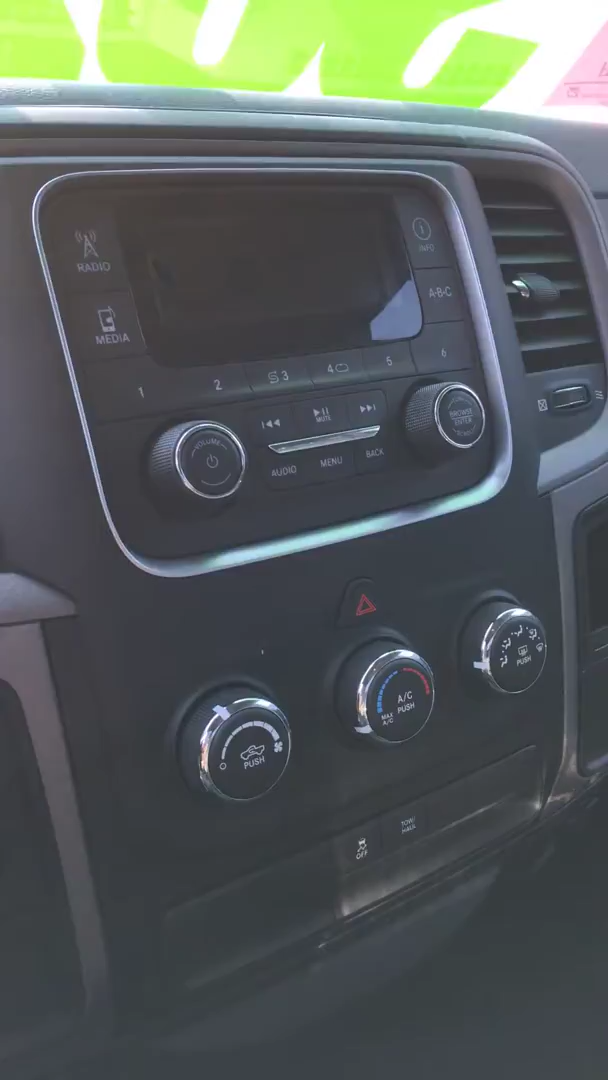 RADIO
MEDIA
INFO
A-B-C
1 2 3 4 5 6
MUTE
VOLUME
AUDIO MENU BACK
BROWSE
ENTER
PUSH
A/C
PUSH
MAX
A/C
PUSH
OFF
TOW/
HAUL